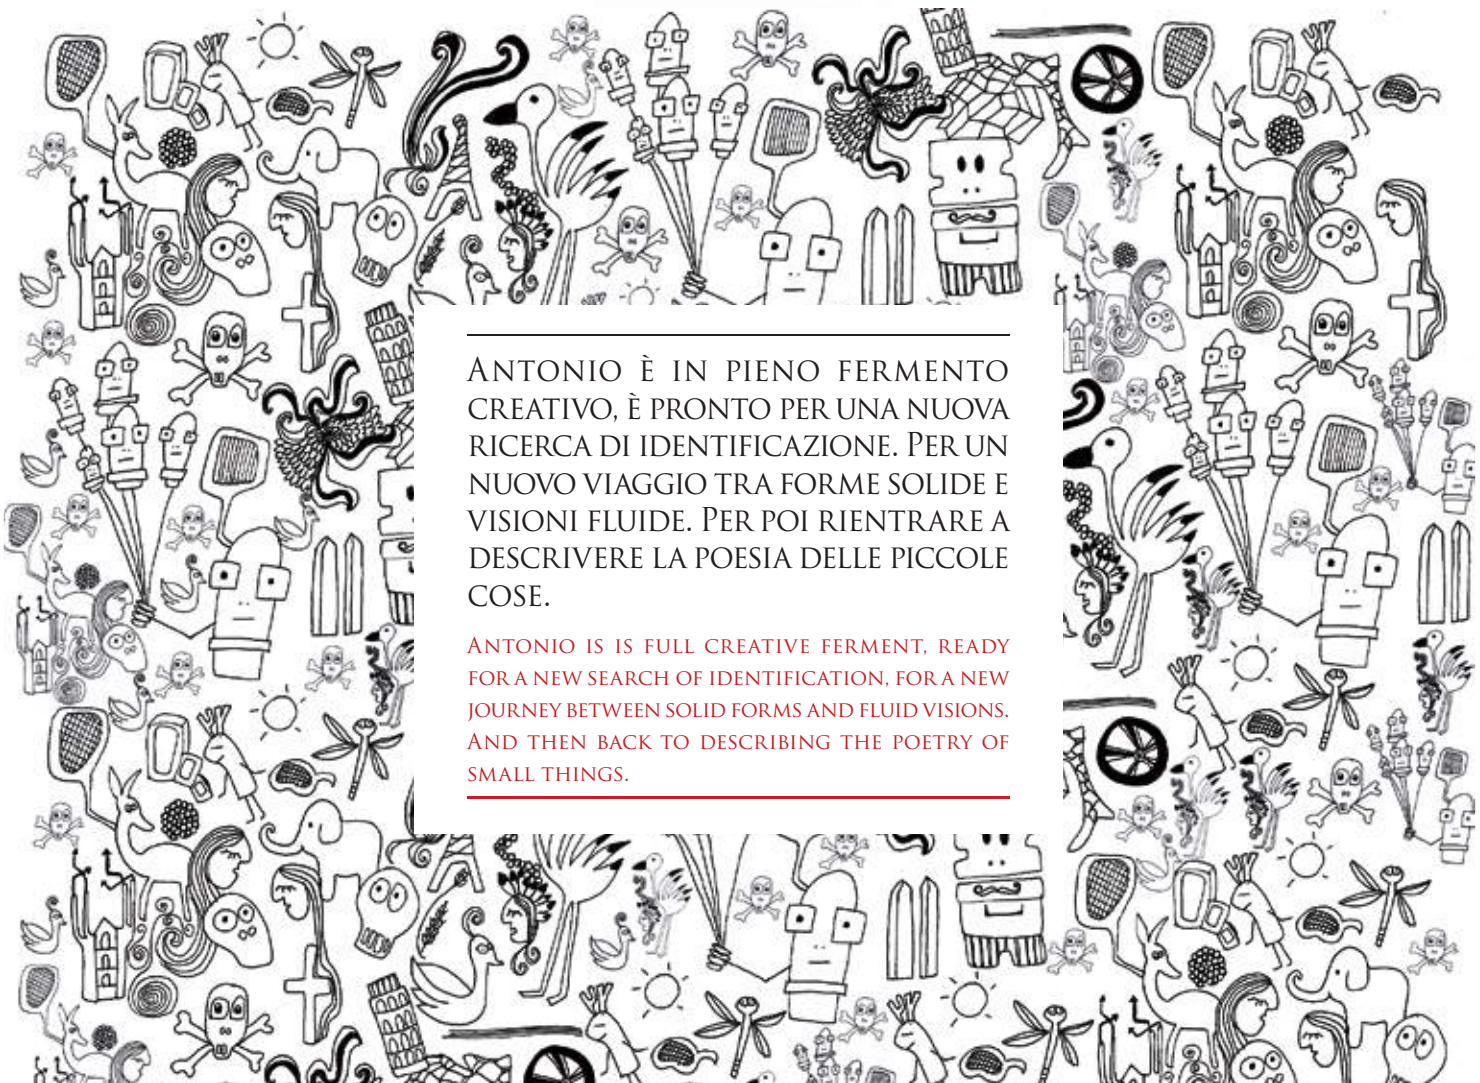 Antonio è in pieno fermento
creativo, è pronto per una nuova
ricerca di identificazione. Per un
nuovo viaggio tra forme solide e
visioni fluide. Per poi rientrare a
descrivere la poesia delle piccole
cose.
Antonio is is full creative ferment, ready
for a new search of identification, for a new
journey between solid forms and fluid visions.
And then back to describing the poetry of
small things.